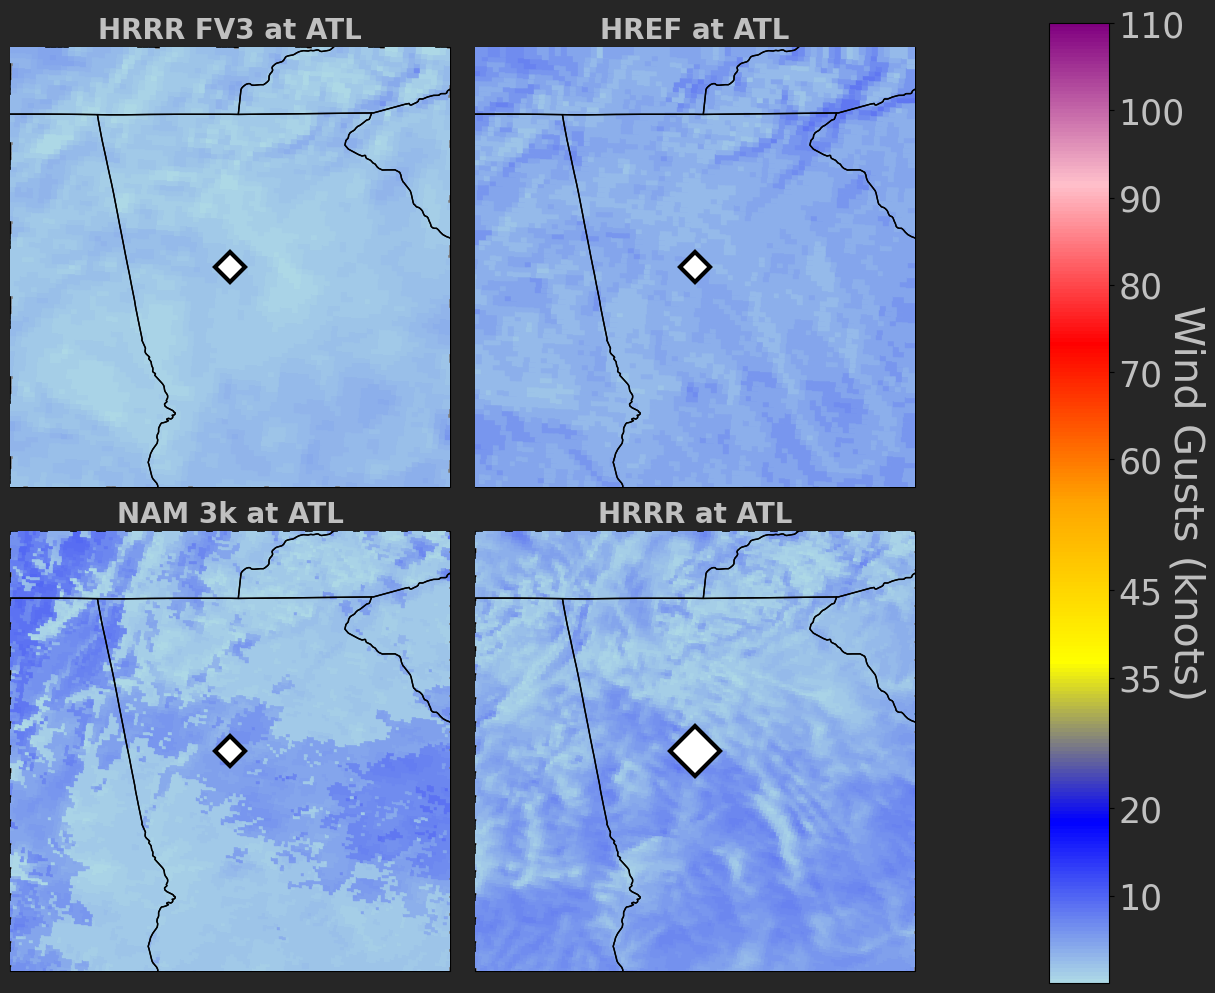 HRRR FV3 at ATL
HREF at ATL
NAM 3k at ATL
HRRR at ATL
110
100
90
80
70
60
45
35
20
10
Wind Gusts (knots)